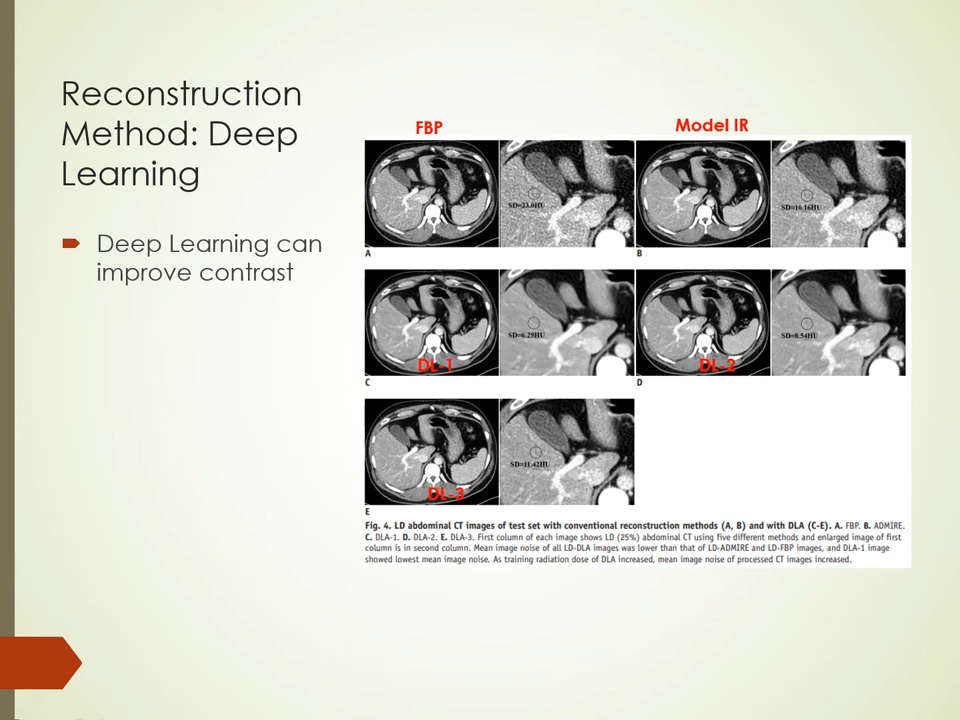 Reconstruction
Method: Deep
Learning
Deep Learning can
improve contrast
FBP
Model IR
SD=23.0HU
SD=16.16HU
A
B
SD=6.29HU
SD=8.54HU
DL-1
DL-2
C
D
SD=11.42HU
DL-3
E
Fig. 4. LD abdominal CT images of test set with conventional reconstruction methods (A, B) and with DLA (C-E). A. FBP. B. ADMIRE.
C. DLA-1. D. DLA-2. E. DLA-3. First column of each image shows LD (25%) abdominal CT using five different methods and enlarged image of first
column is in second column. Mean image noise of all LD-DLA images was lower than that of LD-ADMIRE and LD-FBP images, and DLA-1 image
showed lowest mean image noise. As training radiation dose of DLA increased, mean image noise of processed CT images increased.